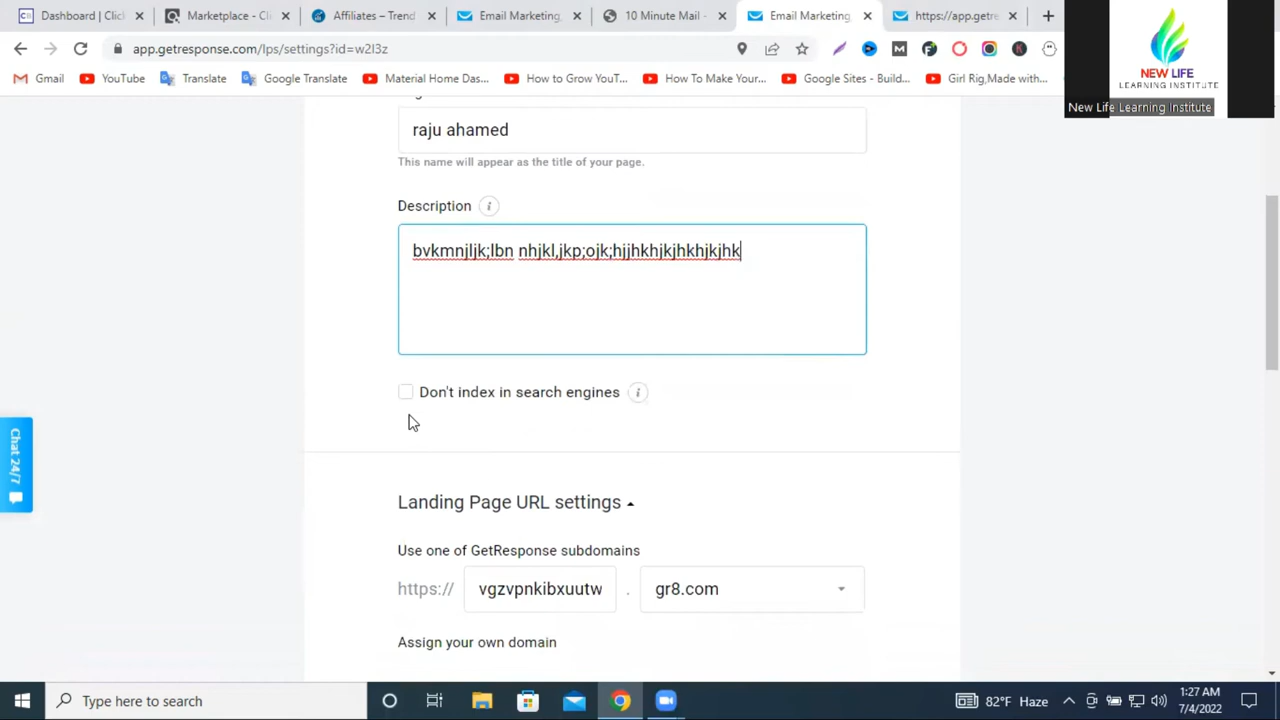 Dashboard | Click
Marketplace - Cli
Affiliates – Trend
Email Marketing,
10 Minute Mail -
Email Marketing
https://app.getre
app.getresponse.com/lps/settings?id=w2l3z
Gmail
YouTube
Translate
Google Translate
Material Home Das...
How to Grow YouT...
How To Make Your...
Google Sites - Build...
Girl Rig,Made with...
NEW LIFE
LEARNING INSTITUTE
New Life Learning Institute
raju ahamed
This name will appear as the title of your page.
Description
bvkmnjljk;lbn nhjkl,jkp;ojk;hjjhkhjkjhkhjkjhk
Don't index in search engines
Landing Page URL settings
Use one of GetResponse subdomains
https:// vgzvpnkibxuutw . gr8.com
Assign your own domain
Chat 24/7
Type here to search
82°F Haze
1:27 AM
7/4/2022